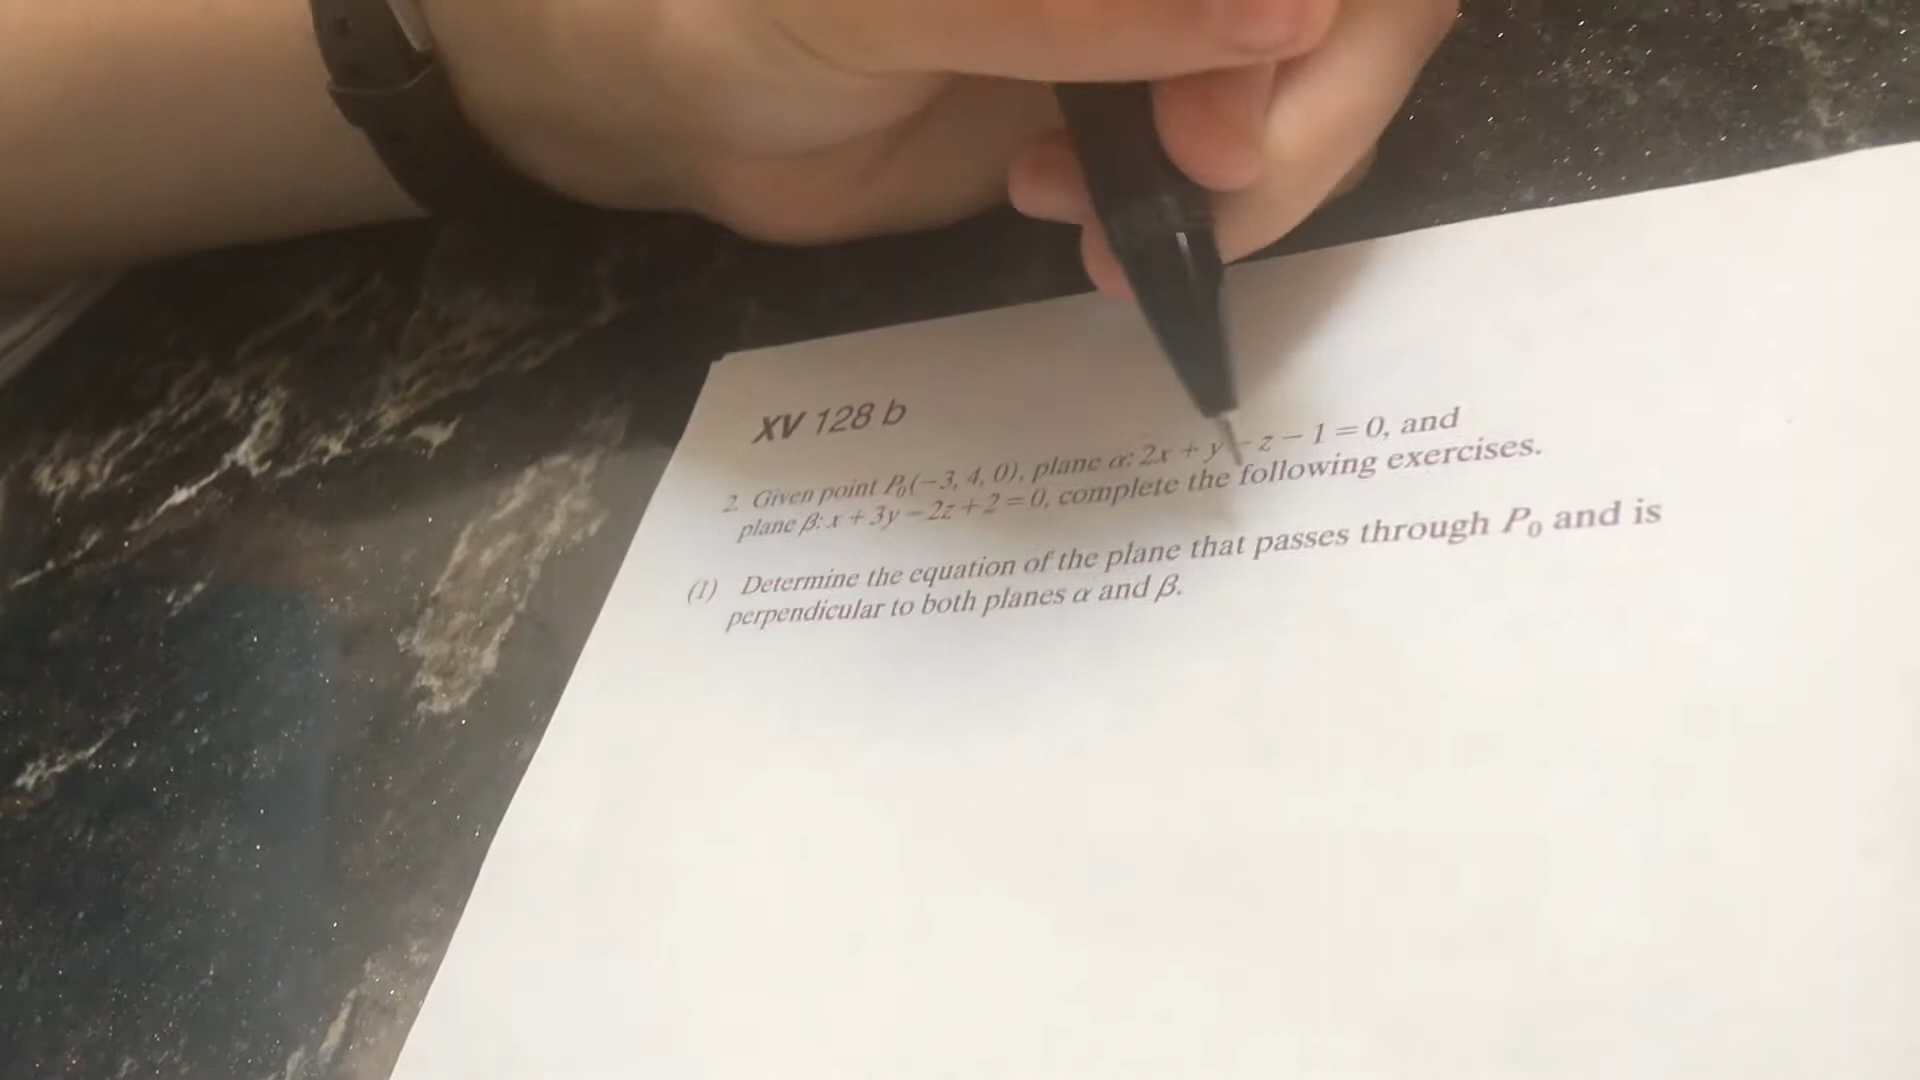 XV 128 b
2. Given point P₀(−3, 4, 0), plane α: 2x + y − z − 1 = 0, and
plane β: x + 3y − 2z + 2 = 0, complete the following exercises.
(1) Determine the equation of the plane that passes through P₀ and is
perpendicular to both planes α and β.